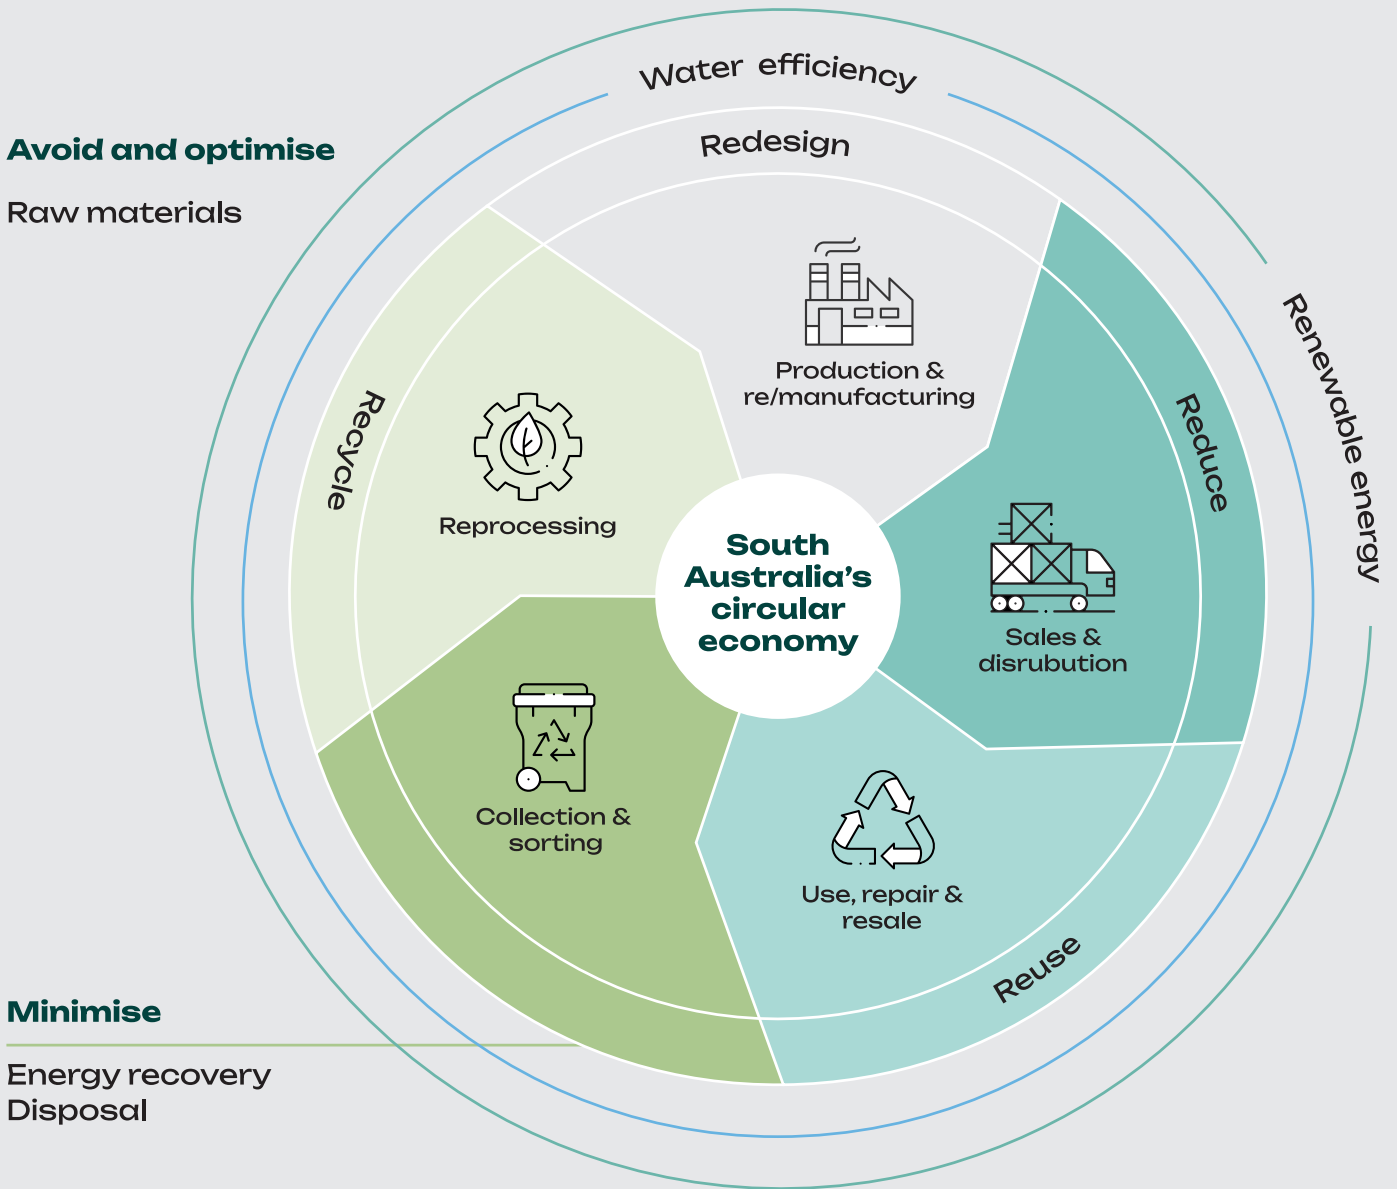 Water efficiency
Redesign
Avoid and optimise
Raw materials
Renewable energy
Production &
re/manufacturing
Recycle
Reduce
Reprocessing
South
Australia’s
circular
economy
Sales &
disrubution
Collection &
sorting
Use, repair &
resale
Reuse
Minimise
Energy recovery
Disposal